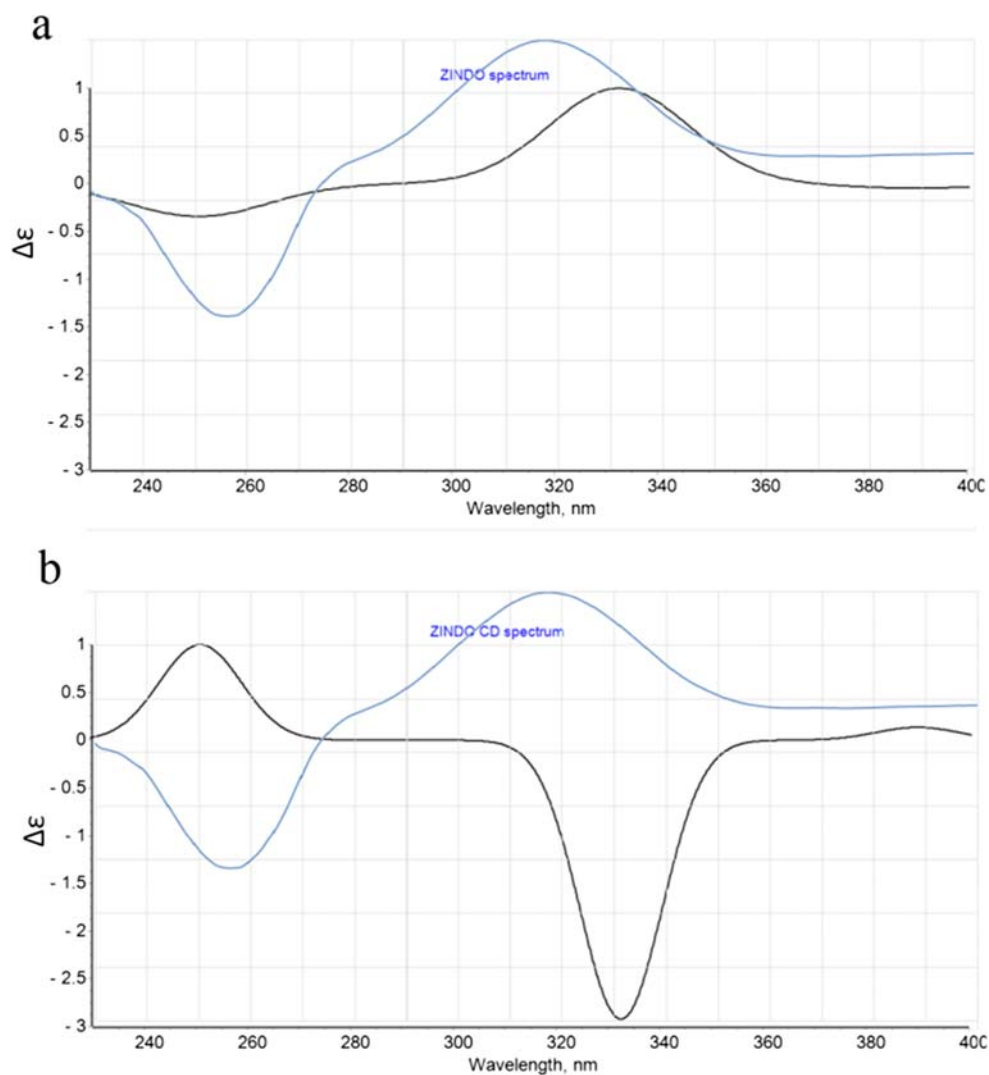 a
ZINDO spectrum
1
0.5
0
- 0.5
- 1
- 1.5
- 2
- 2.5
- 3
Δε
240 260 280 300 320 340 360 380 400
Wavelength, nm
b
ZINDO CD spectrum
1
0.5
0
- 0.5
- 1
- 1.5
- 2
- 2.5
- 3
Δε
240 260 280 300 320 340 360 380 400
Wavelength, nm